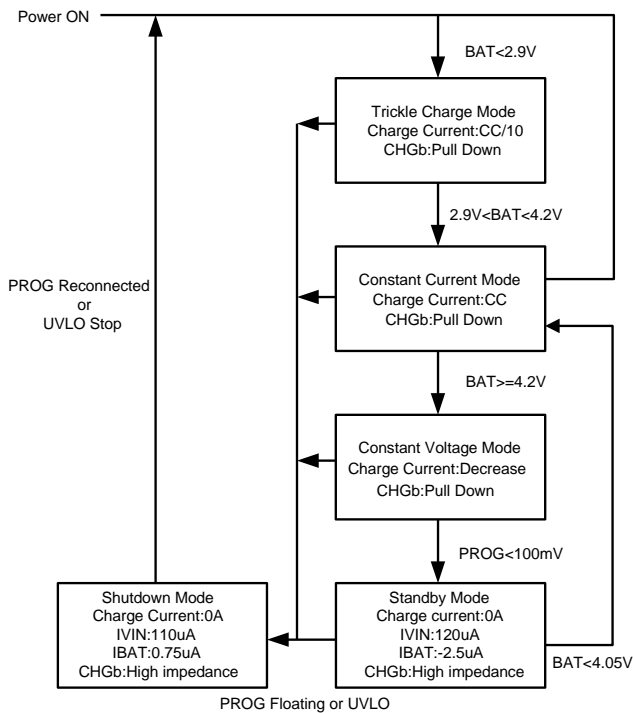 Power ON
BAT<2.9V
Trickle Charge Mode
Charge Current:CC/10
CHGb:Pull Down
2.9V<BAT<4.2V
PROG Reconnected
or
UVLO Stop
Constant Current Mode
Charge Current:CC
CHGb:Pull Down
BAT>=4.2V
Constant Voltage Mode
Charge Current:Decrease
CHGb:Pull Down
PROG<100mV
Shutdown Mode
Charge Current:0A
IVIN:110uA
IBAT:0.75uA
CHGb:High impedance
Standby Mode
Charge current:0A
IVIN:120uA
IBAT:-2.5uA
CHGb:High impedance
BAT<4.05V
PROG Floating or UVLO